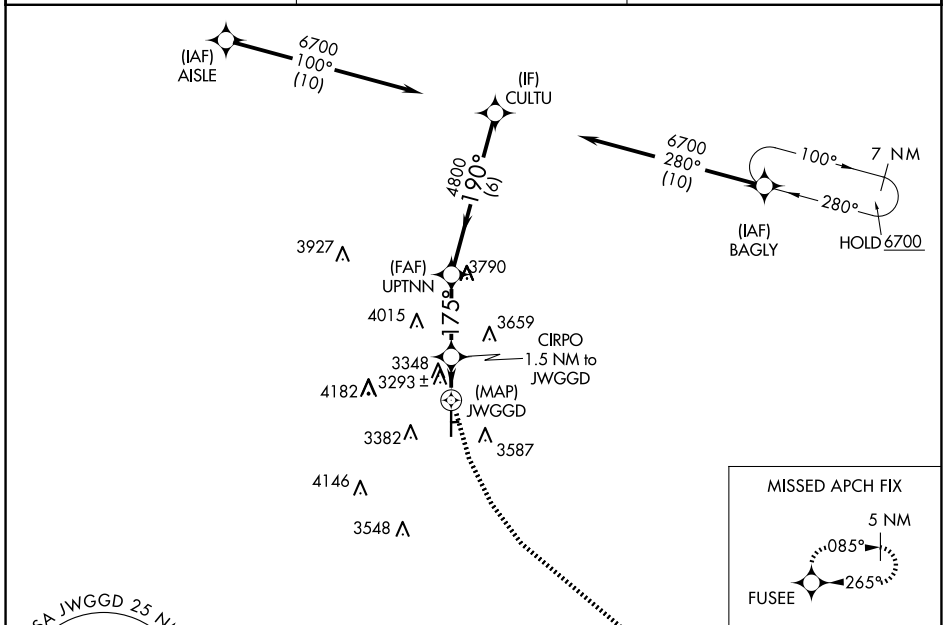 (IAF)
AISLE
6700
100°
(10)
(IF)
CULTU
6700
280°
(10)
100°
7 NM
280°
(IAF)
BAGLY
HOLD 6700
4800
190°
(6)
3927
(FAF)
UPTNN
3790
4015
175°
3659
CIRPO
1.5 NM to
JWGGD
3348
3293 ±
4182
(MAP)
JWGGD
3382
3587
4146
3548
MISSED APCH FIX
5 NM
085°
265°
FUSEE
JWGGD 25